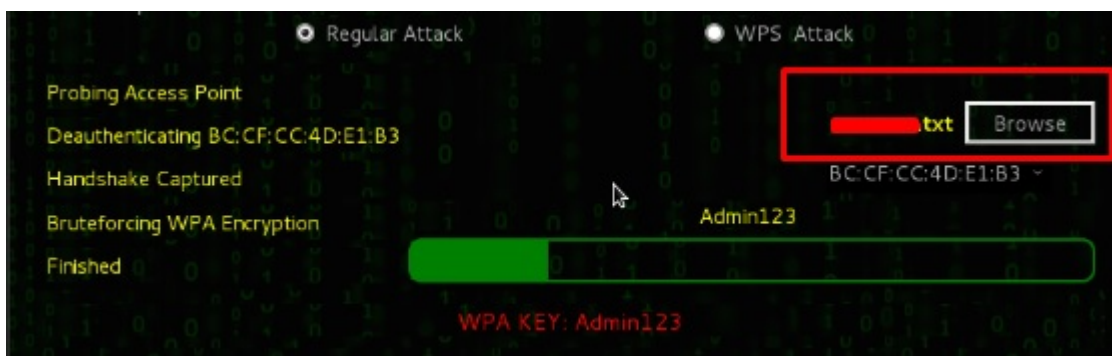 Regular Attack WPS Attack
Probing Access Point
Deauthenticating BC:CF:CC:4D:E1:B3
.txt Browse
Handshake Captured
BC:CF:CC:4D:E1:B3
Bruteforcing WPA Encryption
Admin123
Finished
WPA KEY: Admin123